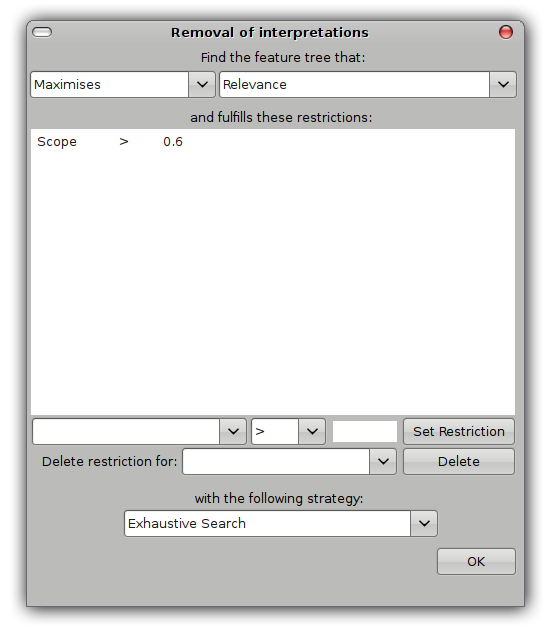 Removal of interpretations
Find the feature tree that:
Maximises Relevance
and fulfills these restrictions:
Scope > 0.6
> Set Restriction
Delete restriction for: Delete
with the following strategy:
Exhaustive Search
OK